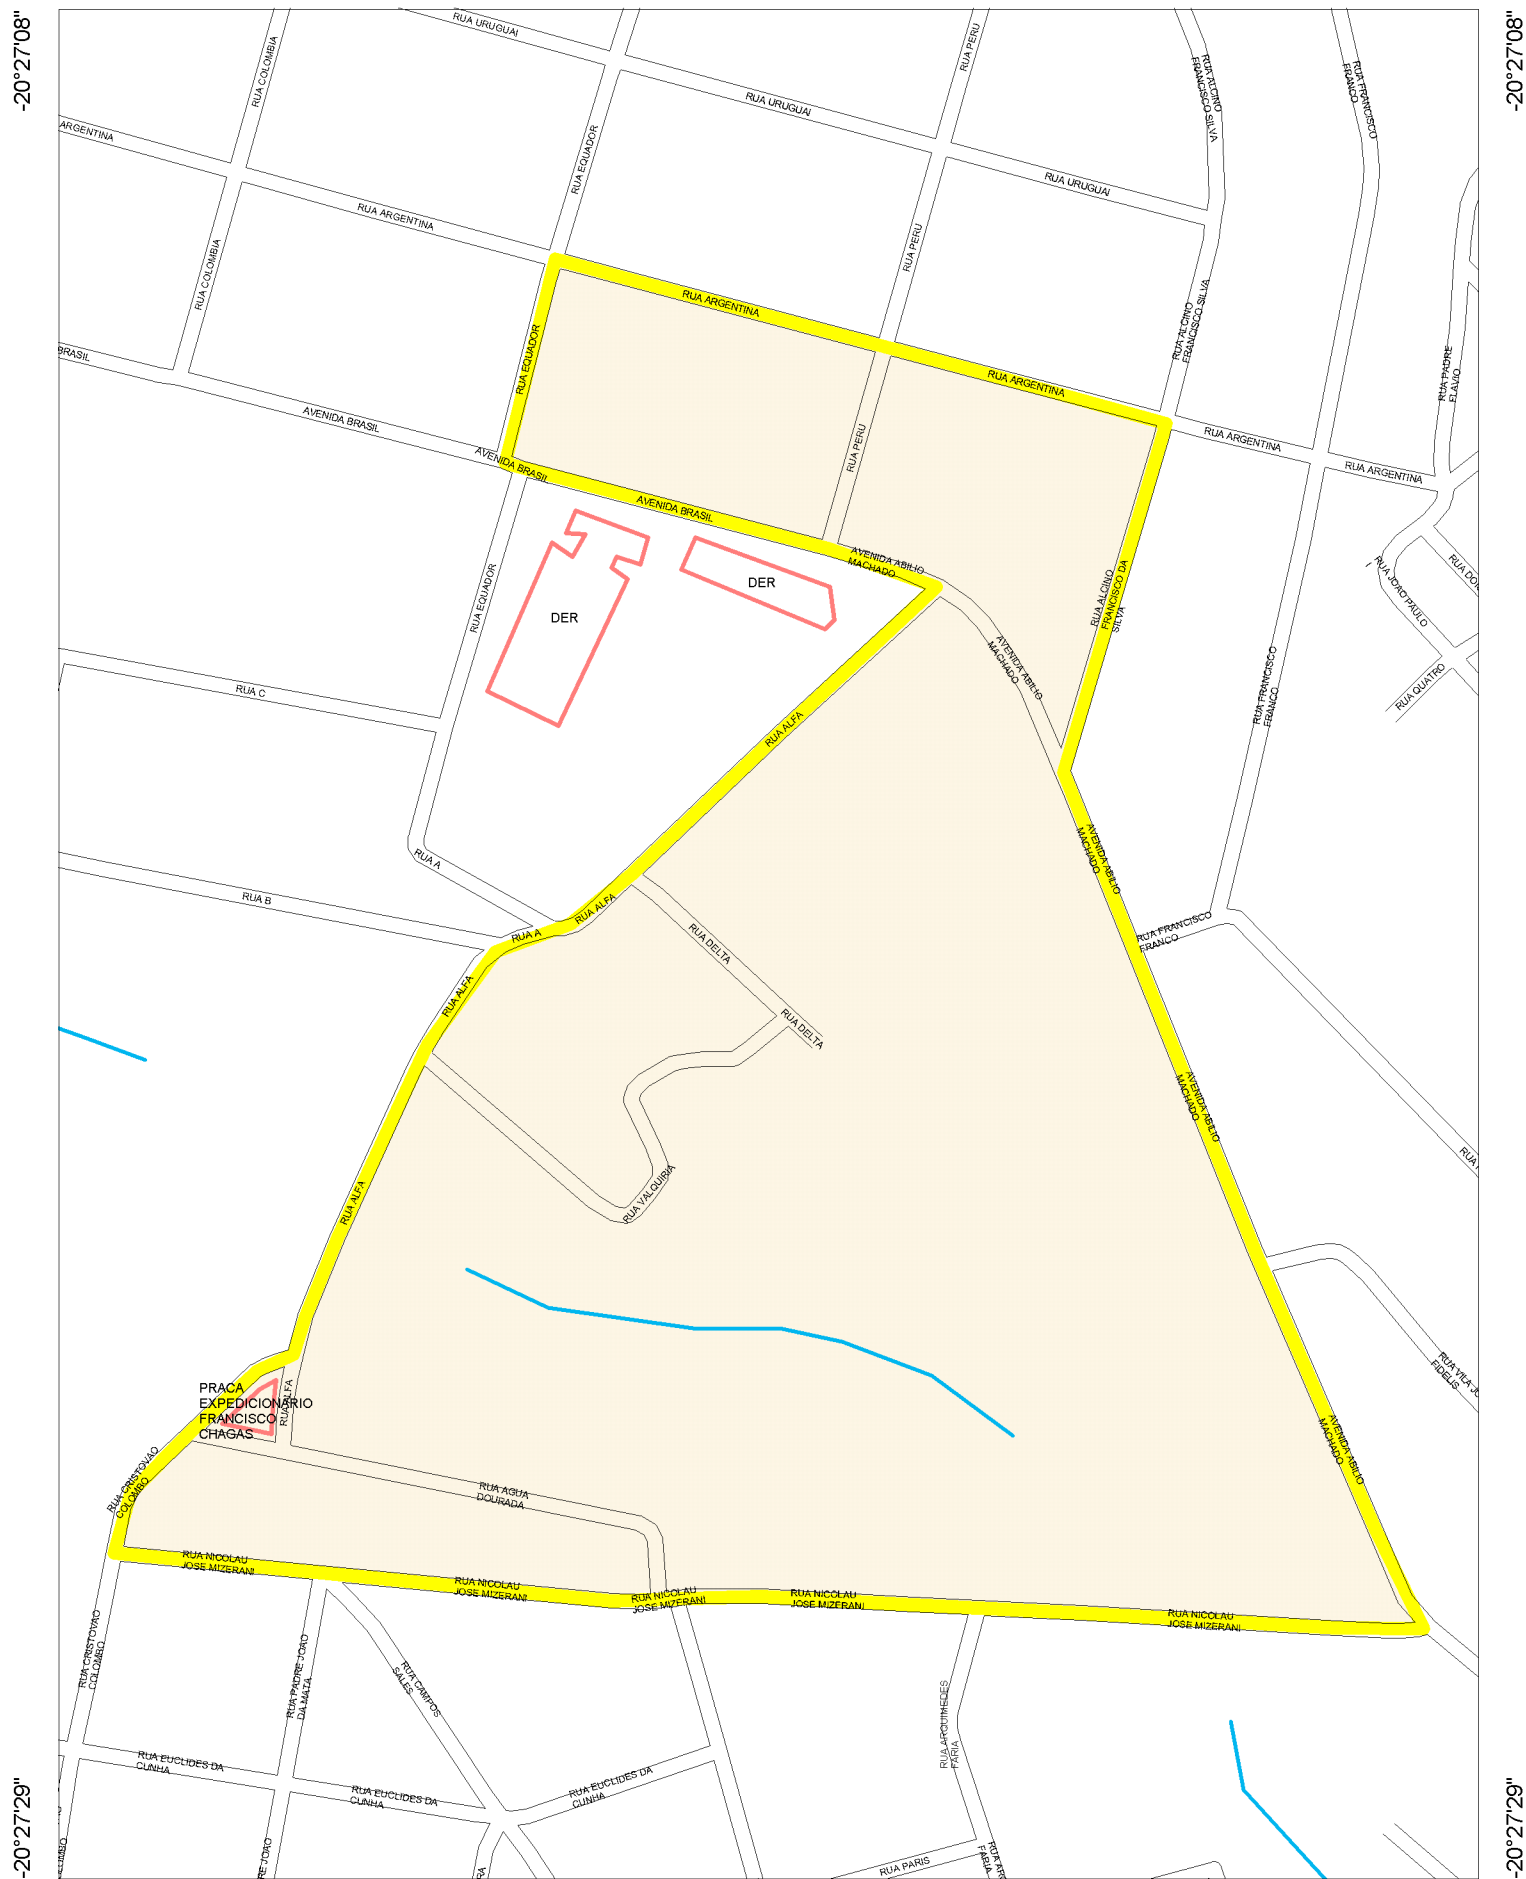 -20°27'08"
-20°27'08"
RUA URUGUAI
RUA COLOMBIA
RUA PERU
RUA ALCINO
FRANCISCO SILVA
RUA FRANCISCO
FRANCO
RUA URUGUAI
ARGENTINA
RUA EQUADOR
RUA URUGUAI
RUA ARGENTINA
RUA COLOMBIA
RUA PERU
RUA ARGENTINA
RUA ALCINO
FRANCISCO SILVA
BRASIL
RUA EQUADOR
RUA ARGENTINA
RUA PADRE
FLAVIO
AVENIDA BRASIL
RUA PERU
RUA ARGENTINA
RUA ARGENTINA
AVENIDA BRASIL
AVENIDA BRASIL
AVENIDA ABILIO
MACHADO
DER
DER
RUA EQUADOR
RUA ALCINO
FRANCISCO DA
SILVA
RUA JOAO PAULO
AVENIDA ABILIO
MACHADO
RUA C
RUA FRANCISCO
FRANCO
RUA QUATRO
RUA ALFA
RUA A
AVENIDA ABILIO
MACHADO
RUA B
RUA ALFA
RUA A
RUA DELTA
RUA FRANCISCO
FRANCO
RUA ALFA
RUA DELTA
AVENIDA ABILIO
MACHADO
RUA ALFA
RUA VALQUIRIA
RUA VILA JO
FIDELIS
PRACA
EXPEDICIONARIO
FRANCISCO
CHAGAS
RUA ALFA
AVENIDA ABILIO
MACHADO
RUA CRISTOVAO
COLOMBO
RUA AGUA
DOURADA
RUA NICOLAU
JOSE MIZERANI
RUA NICOLAU
JOSE MIZERANI
RUA NICOLAU
JOSE MIZERANI
RUA NICOLAU
JOSE MIZERANI
RUA NICOLAU
JOSE MIZERANI
RUA CRISTOVAO
COLOMBO
RUA PADRE JOAO
DA MATA
RUA CAMPOS
SALES
RUA ARQUIMEDES
FARIA
RUA EUCLIDES DA
CUNHA
RUA EUCLIDES DA
CUNHA
RUA EUCLIDES DA
CUNHA
RE JOAO
RUA PARIS
FARIA
-20°27'29"
-20°27'29"